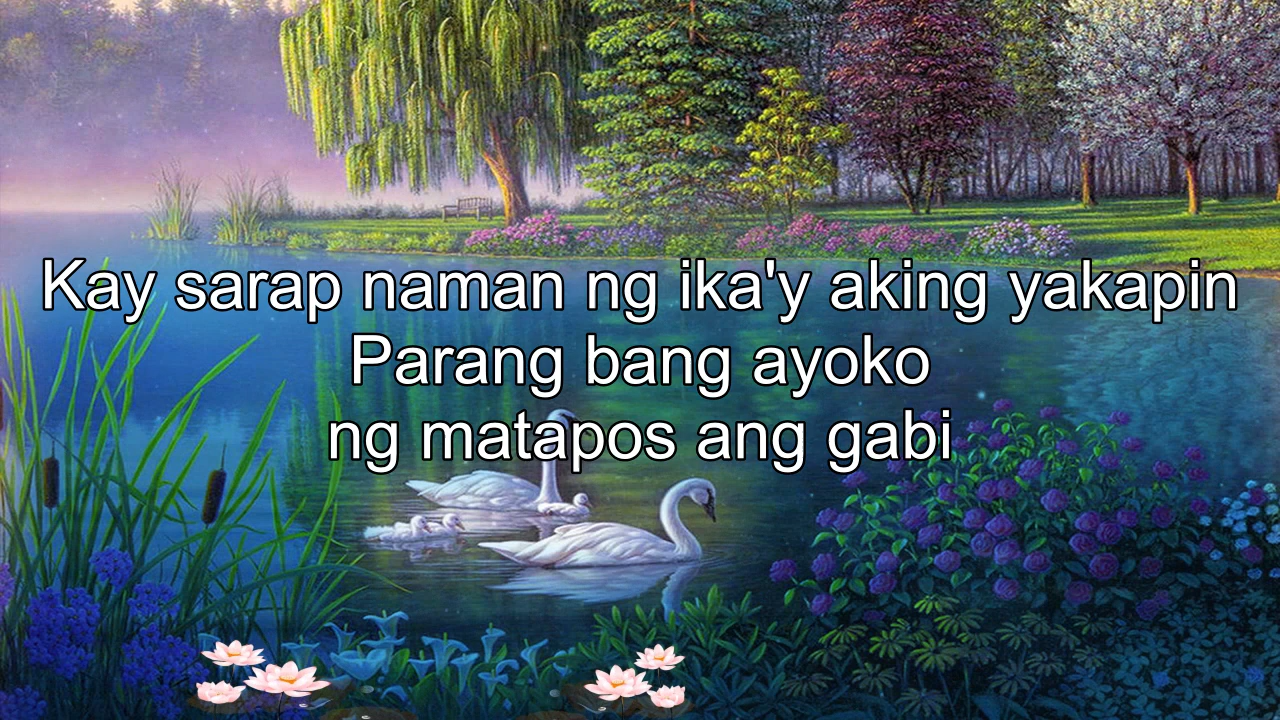 Kay sarap naman ng ika'y aking yakapin
Parang bang ayoko
ng matapos ang gabi